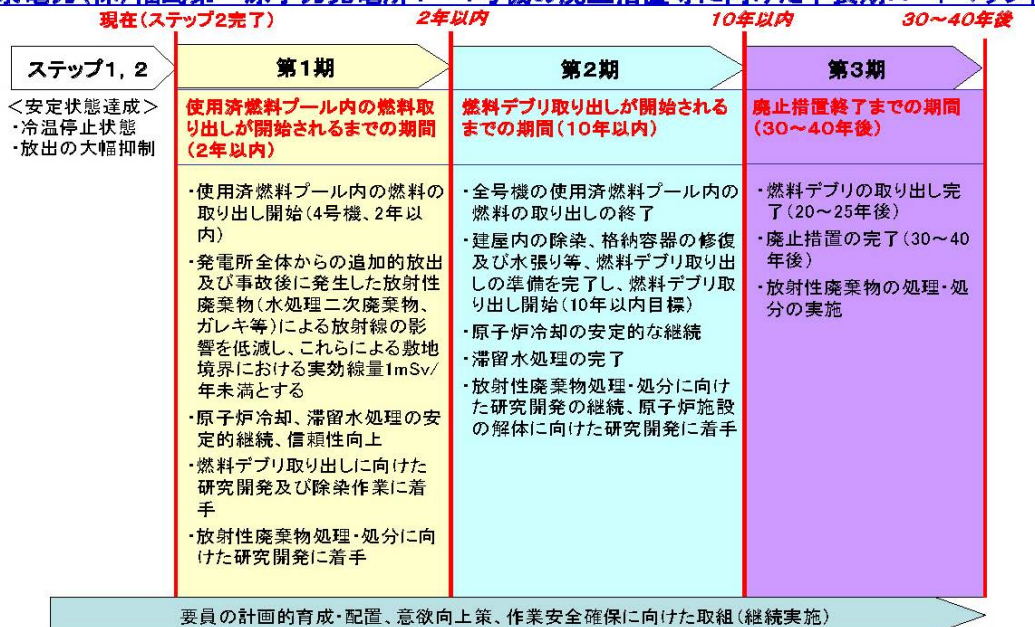 現在(ステップ2完了)
2年以内
10年以内
30～40年後
ステップ1, 2
<安定状態達成>
・冷温停止状態
・放出の大幅抑制
第1期
使用済燃料プール内の燃料取
り出しが開始されるまでの期間
(2年以内)
・使用済燃料プール内の燃料の
取り出し開始(4号機、2年以
内)
・発電所全体からの追加的放出
及び事故後に発生した放射性
廃棄物(水処理二次廃棄物、
ガレキ等)による放射線の影
響を低減し、これらによる敷地
境界における実効線量1mSv/
年未満とする
・原子炉冷却、滞留水処理の安
定的継続、信頼性向上
・燃料デブリ取り出しに向けた
研究開発及び除染作業に着
手
・放射性廃棄物処理・処分に向
けた研究開発に着手
第2期
燃料デブリ取り出しが開始される
までの期間(10年以内)
・全号機の使用済燃料プール内の
燃料の取り出しの終了
・建屋内の除染、格納容器の修復
及び水張り等、燃料デブリ取り出
しの準備を完了し、燃料デブリ取
り出し開始(10年以内目標)
・原子炉冷却の安定的な継続
・滞留水処理の完了
・放射性廃棄物処理・処分に向け
た研究開発の継続、原子炉施設
の解体に向けた研究開発に着手
第3期
廃止措置終了までの期間
(30～40年後)
・燃料デブリの取り出し完
了(20～25年後)
・廃止措置の完了(30～40
年後)
・放射性廃棄物の処理・処
分の実施
要員の計画的育成・配置、意欲向上策、作業安全確保に向けた取組(継続実施)